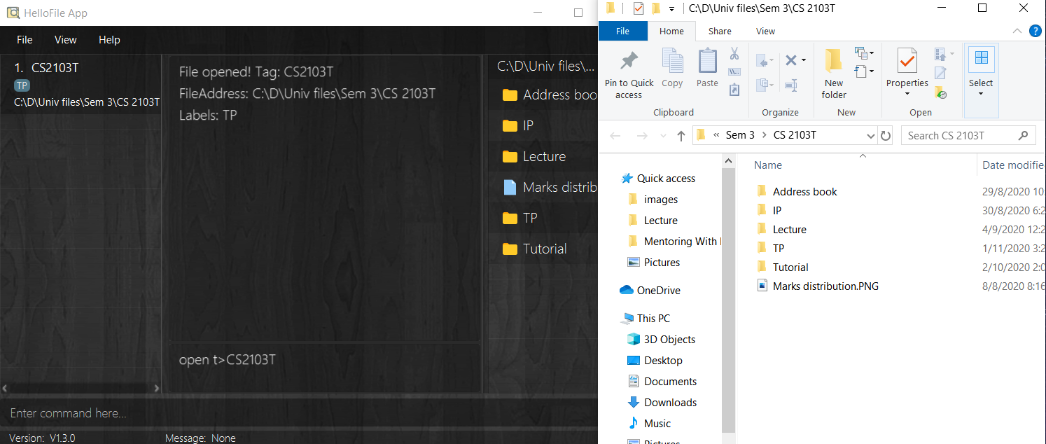 HelloFile App
File View Help
1. CS2103T
TP
C:\D\Univ files\Sem 3\CS 2103T
File opened! Tag: CS2103T
FileAddress: C:\D\Univ files\Sem 3\CS 2103T
Labels: TP
open t>CS2103T
C:\D\Univ files\...
Address book
IP
Lecture
Marks distrib
TP
Tutorial
Enter command here...
Version: V1.3.0
Message: None
C:\D\Univ files\Sem 3\CS 2103T
File Home Share View
Pin to Quick access
Copy
Paste
Clipboard
Organize
New folder
New
Properties
Open
Select
« Sem 3 > CS 2103T
Search CS 2103T
Quick access
images
Lecture
Mentoring With
Pictures
OneDrive
This PC
3D Objects
Desktop
Documents
Downloads
Music
Pictures
Name Date modifie
Address book 29/8/2020 10
IP 30/8/2020 6:2
Lecture 4/9/2020 12:2
TP 1/11/2020 3:2
Tutorial 2/10/2020 2:0
Marks distribution.PNG 8/8/2020 8:16